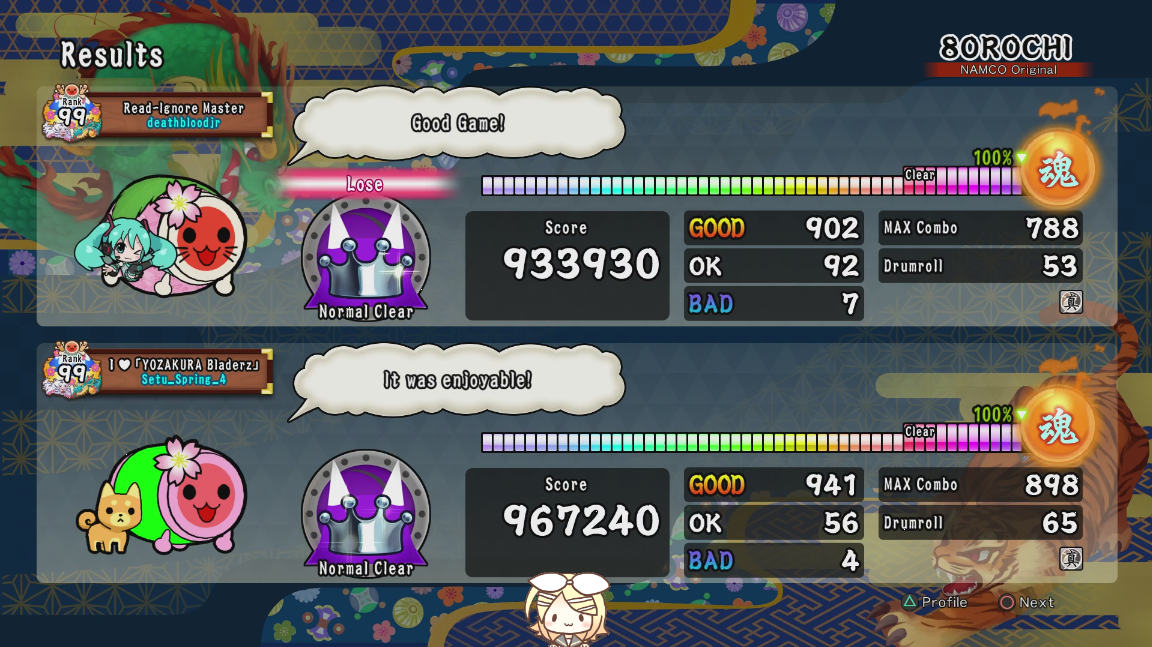 Results
8OROCHI
NAMCO Original
Rank
99
Read-Ignore Master
deathbloodjr
Good Game!
Lose
Normal Clear
Clear
100%
魂
Score
933930
GOOD 902
OK 92
BAD 7
MAX Combo 788
Drumroll 53
真
Rank
99
I ♥「YOZAKURA Bladerz」
Setu_Spring_4
It was enjoyable!
Normal Clear
Clear
100%
魂
Score
967240
GOOD 941
OK 56
BAD 4
MAX Combo 898
Drumroll 65
真
△ Profile ○ Next